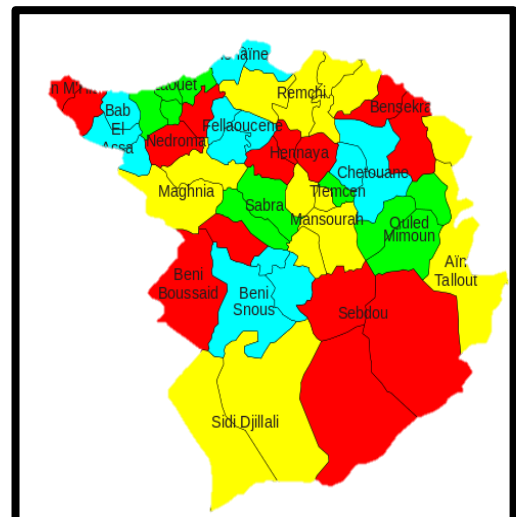 aouet
Remchi
Bab
El
Assa
Fellaoucene
Nedroma
Hennaya
Chetouane
Maghnia
Tlemcen
Sabra
Mansourah
Ouled
Mimoun
Aïn
Tallout
Beni
Boussaid
Beni
Snous
Sebdou
Sidi Djillali